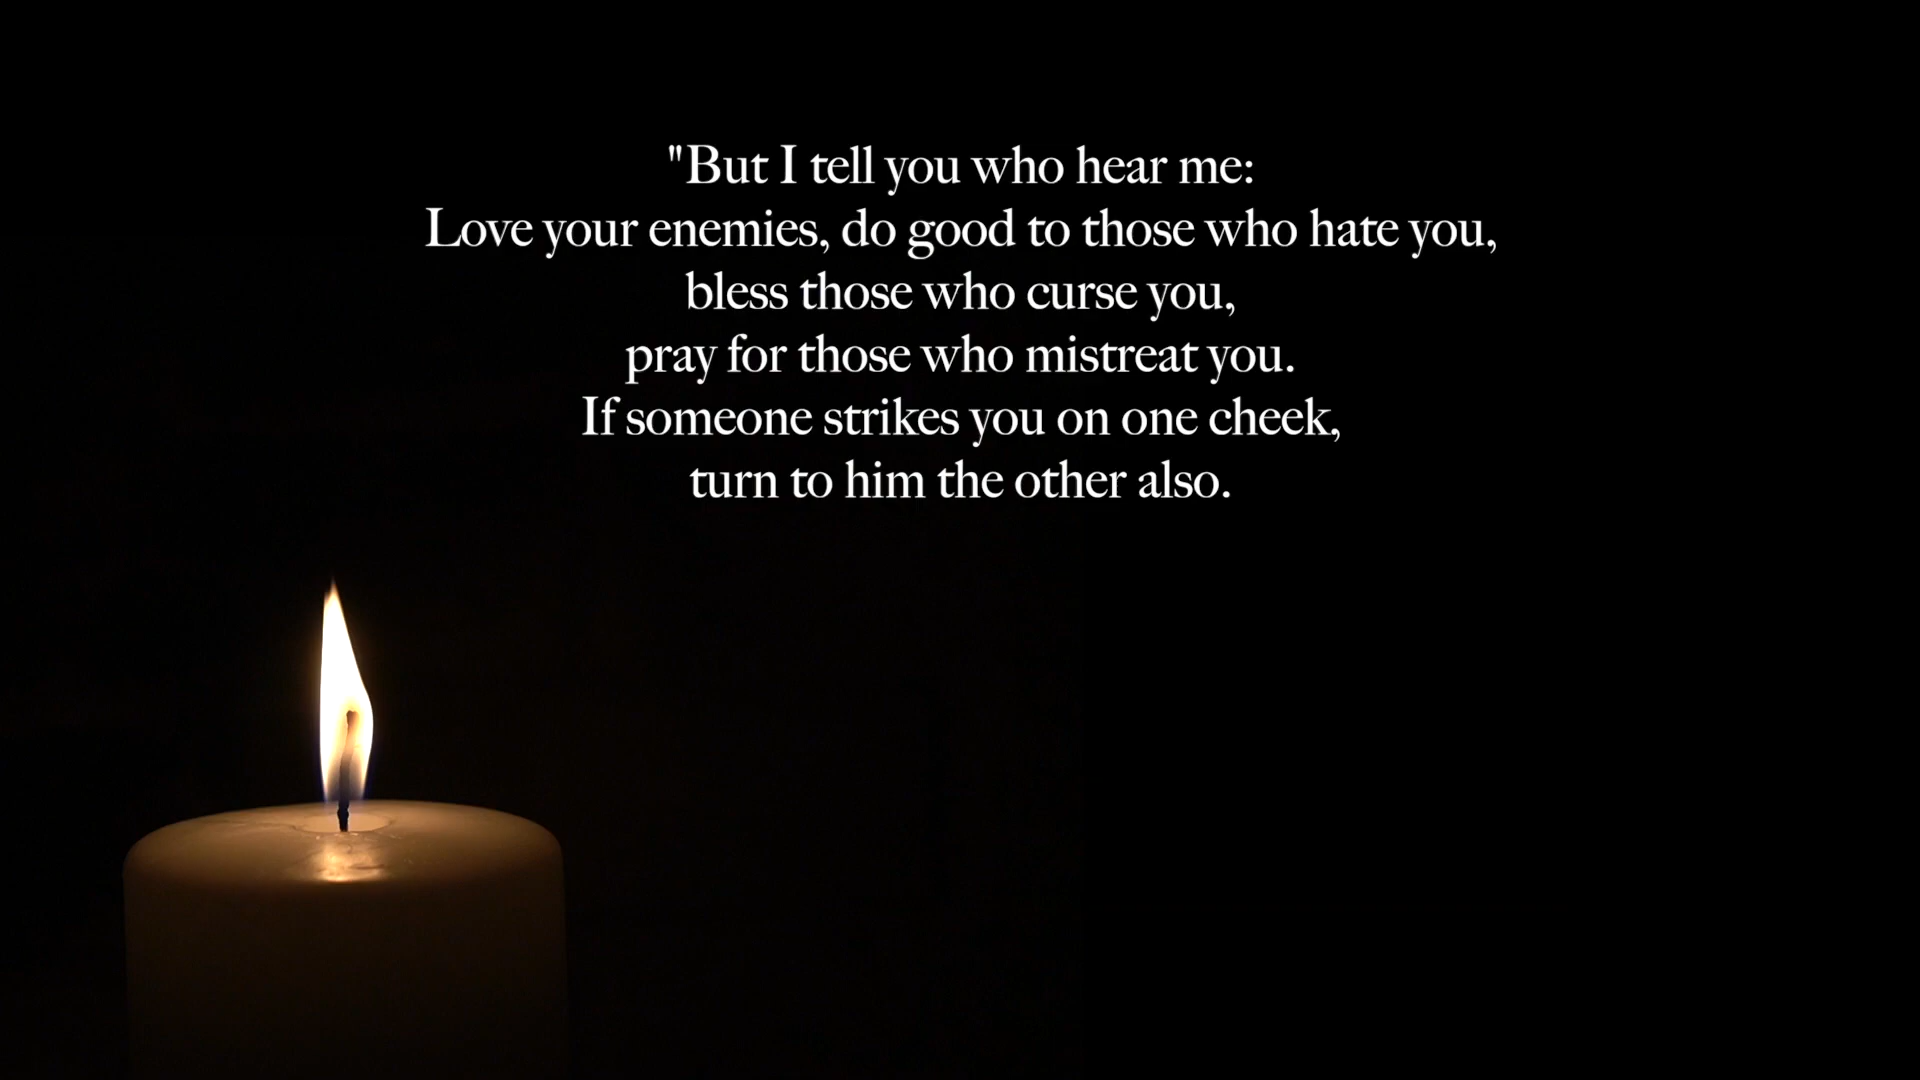 "But I tell you who hear me:
Love your enemies, do good to those who hate you,
bless those who curse you,
pray for those who mistreat you.
If someone strikes you on one cheek,
turn to him the other also.